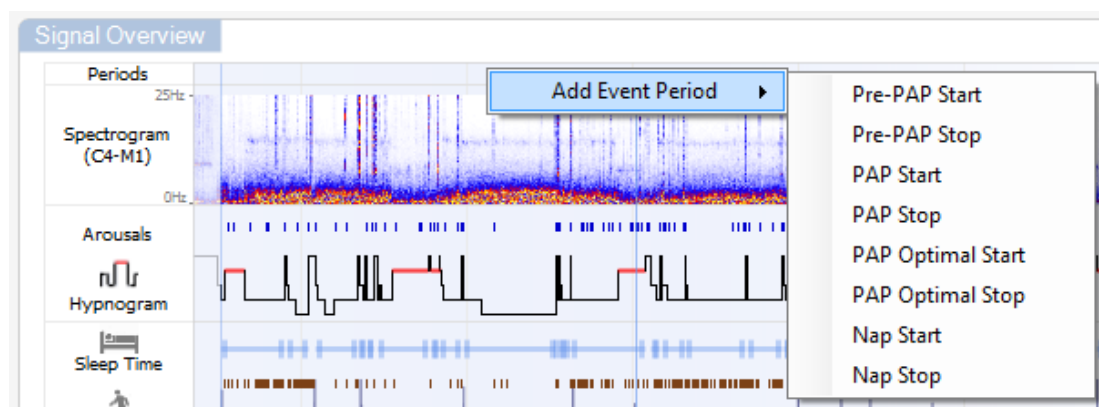 Signal Overview
Periods
25Hz
Spectrogram
(C4-M1)
0Hz
Arousals
Hypnogram
Sleep Time
Add Event Period
Pre-PAP Start
Pre-PAP Stop
PAP Start
PAP Stop
PAP Optimal Start
PAP Optimal Stop
Nap Start
Nap Stop